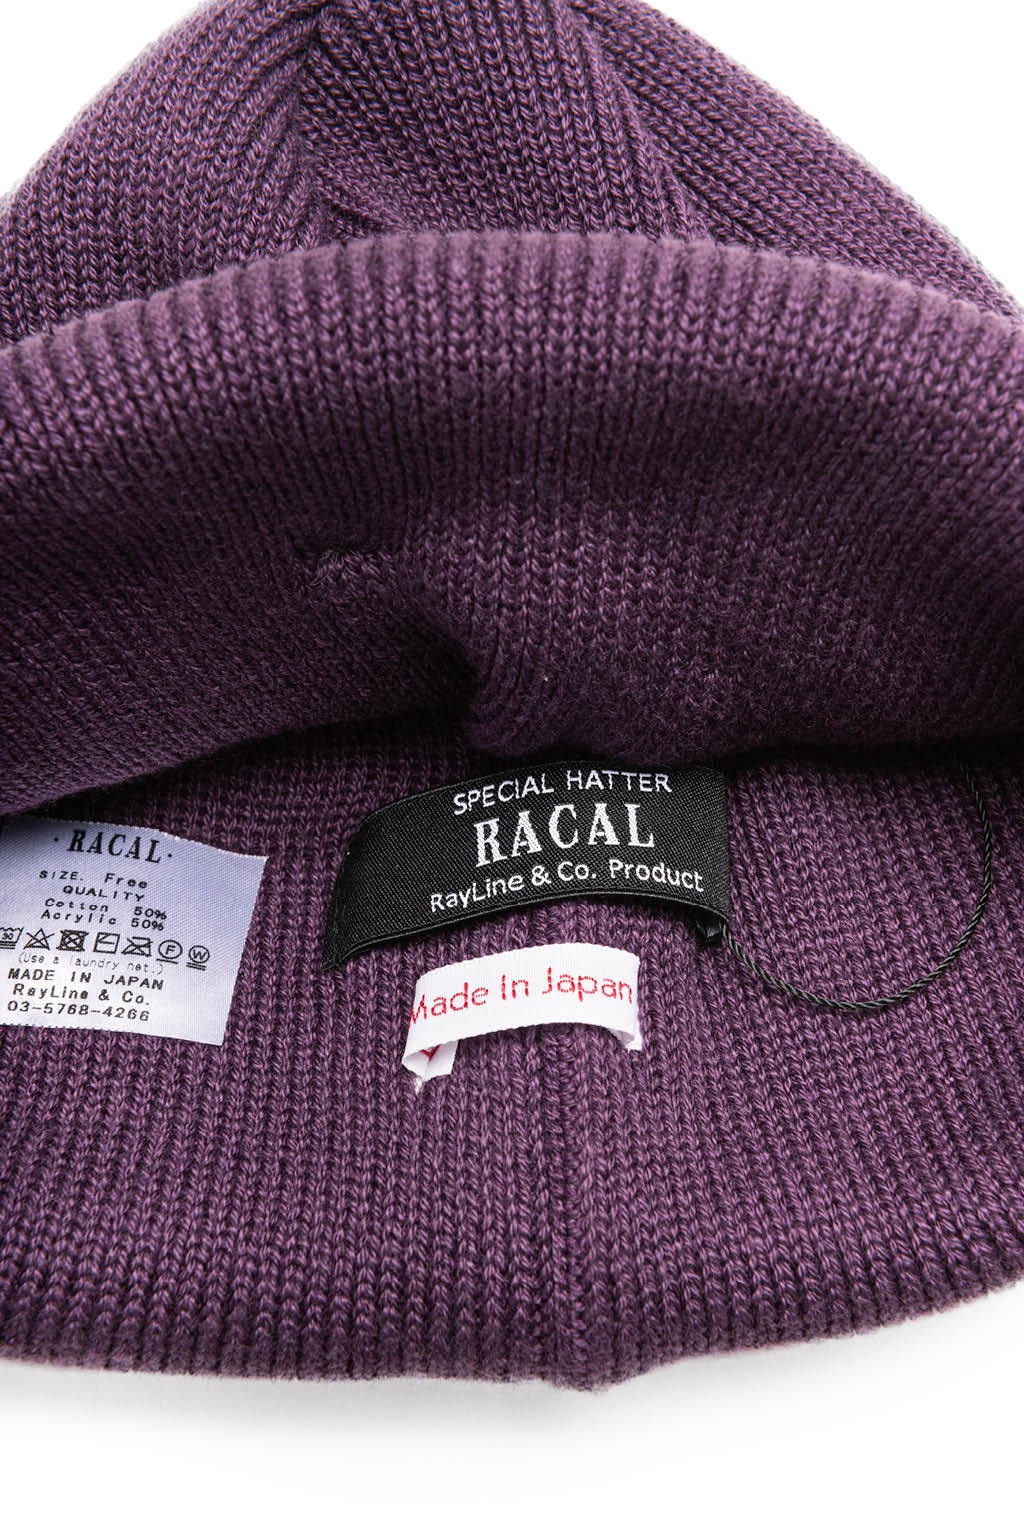 SPECIAL HATTER
RACAL
RayLine & Co. Product
Made In Japan
· RACAL ·
SIZE. Free
QUALITY
Cotton 50%
Acrylic 50%
(Use a laundry net.)
MADE IN JAPAN
RayLine & Co.
03-5768-4266